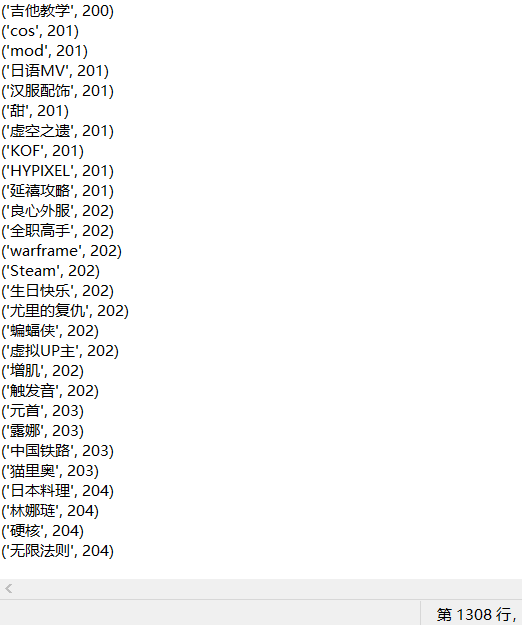 ('吉他教学', 200)
('cos', 201)
('mod', 201)
('日语MV', 201)
('汉服配饰', 201)
('甜', 201)
('虚空之遗', 201)
('KOF', 201)
('HYPIXEL', 201)
('延禧攻略', 201)
('良心外服', 202)
('全职高手', 202)
('warframe', 202)
('Steam', 202)
('生日快乐', 202)
('尤里的复仇', 202)
('蝙蝠侠', 202)
('虚拟UP主', 202)
('增肌', 202)
('触发音', 202)
('元首', 203)
('露娜', 203)
('中国铁路', 203)
('猫里奥', 203)
('日本料理', 204)
('林娜琏', 204)
('硬核', 204)
('无限法则', 204)
第 1308 行,